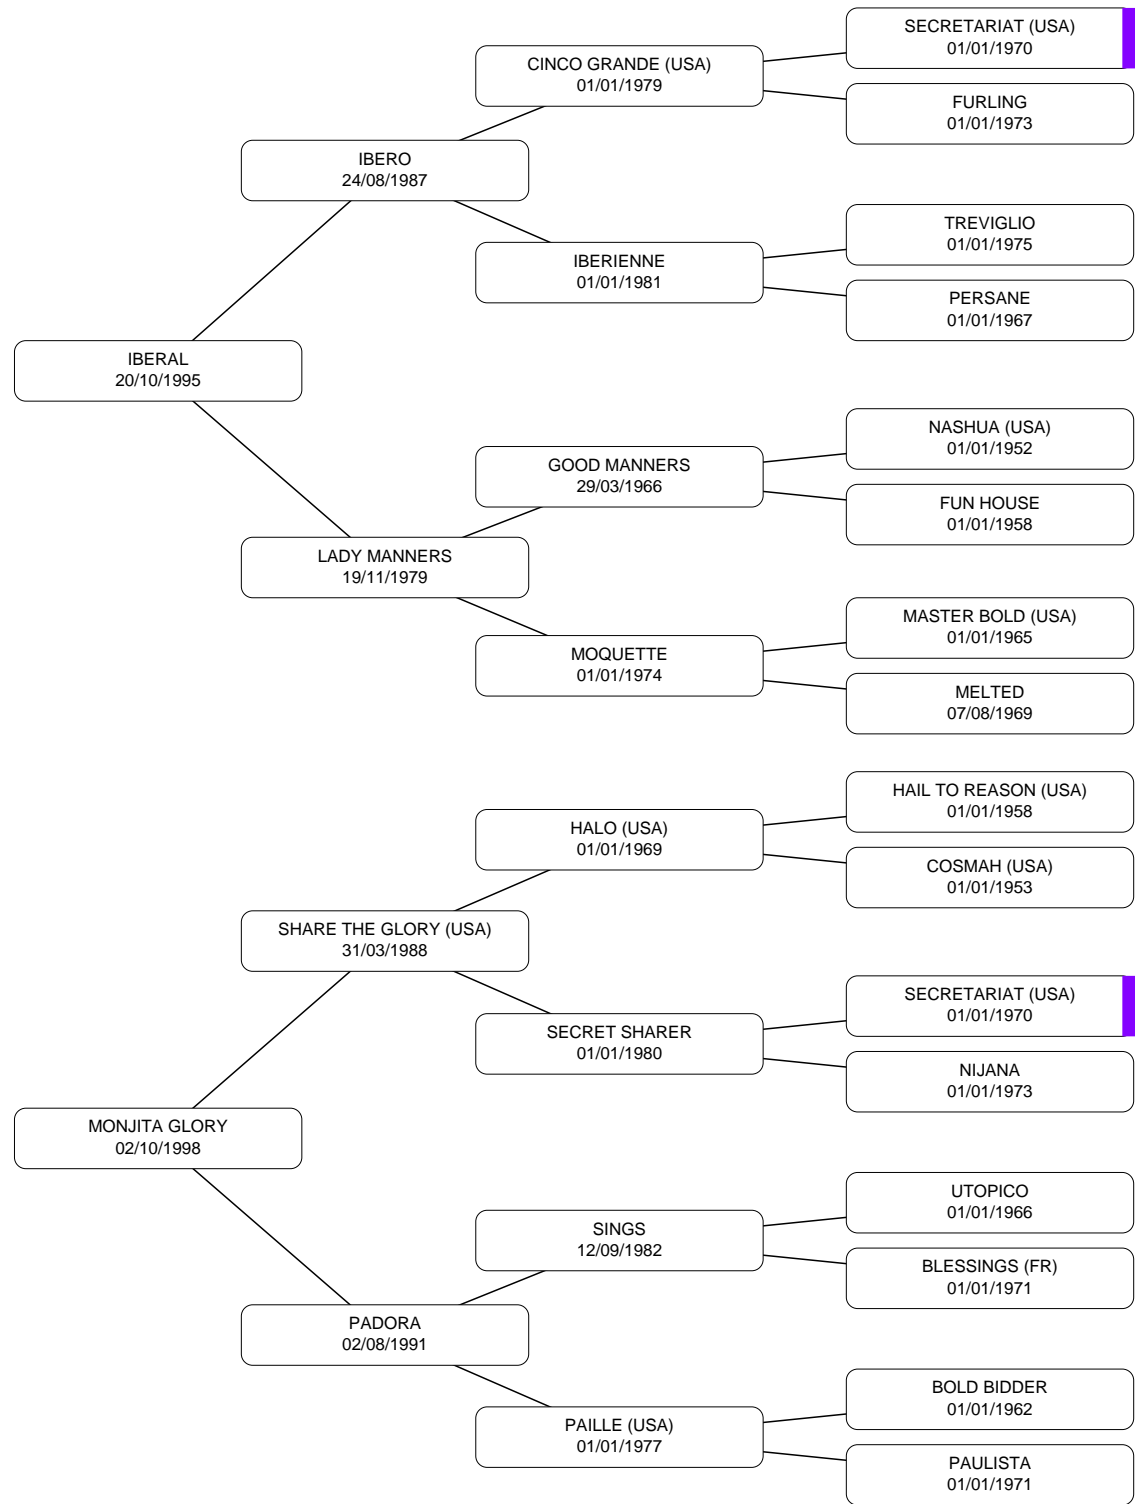 SECRETARIAT (USA)
01/01/1970
CINCO GRANDE (USA)
01/01/1979
FURLING
01/01/1973
IBERO
24/08/1987
TREVIGLIO
01/01/1975
IBERIENNE
01/01/1981
PERSANE
01/01/1967
IBERAL
20/10/1995
NASHUA (USA)
01/01/1952
GOOD MANNERS
29/03/1966
FUN HOUSE
01/01/1958
LADY MANNERS
19/11/1979
MASTER BOLD (USA)
01/01/1965
MOQUETTE
01/01/1974
MELTED
07/08/1969
HAIL TO REASON (USA)
01/01/1958
HALO (USA)
01/01/1969
COSMAH (USA)
01/01/1953
SHARE THE GLORY (USA)
31/03/1988
SECRETARIAT (USA)
01/01/1970
SECRET SHARER
01/01/1980
NIJANA
01/01/1973
MONJITA GLORY
02/10/1998
UTOPICO
01/01/1966
SINGS
12/09/1982
BLESSINGS (FR)
01/01/1971
PADORA
02/08/1991
BOLD BIDDER
01/01/1962
PAILLE (USA)
01/01/1977
PAULISTA
01/01/1971